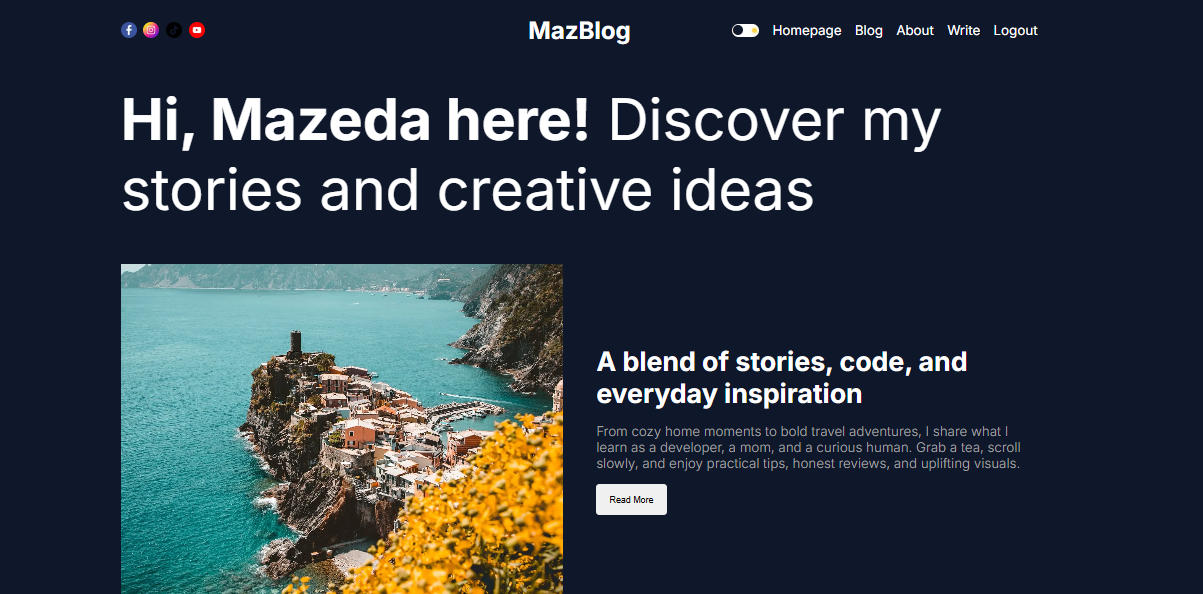 MazBlog
Homepage Blog About Write Logout
Hi, Mazeda here! Discover my
stories and creative ideas
A blend of stories, code, and
everyday inspiration
From cozy home moments to bold travel adventures, I share what I
learn as a developer, a mom, and a curious human. Grab a tea, scroll
slowly, and enjoy practical tips, honest reviews, and uplifting visuals.
Read More